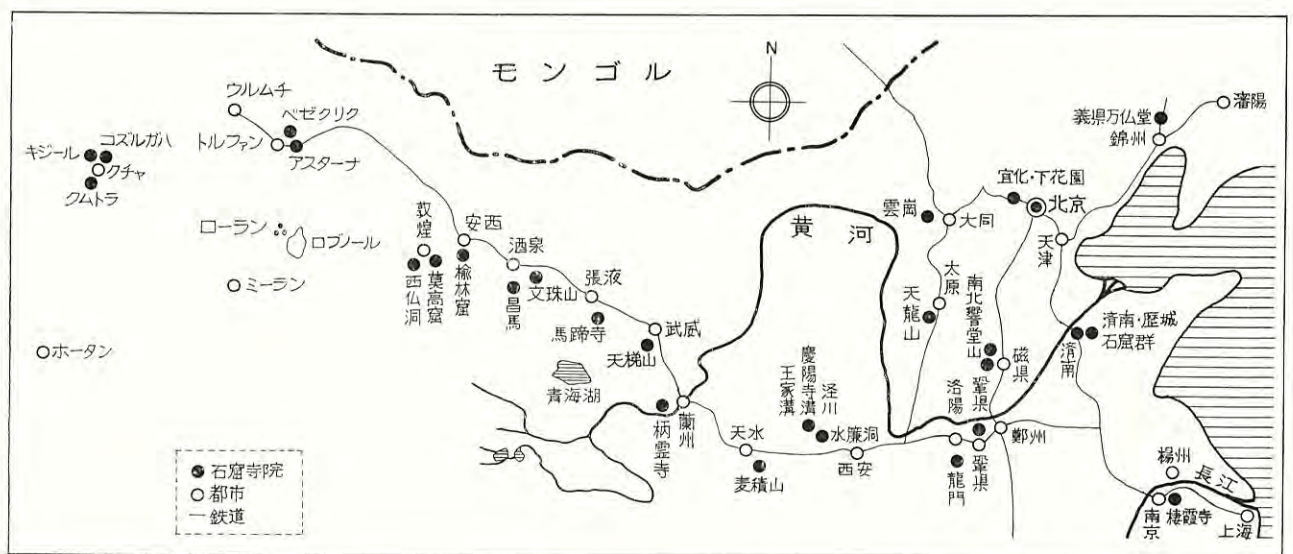 N
モンゴル
ウルムチ
ベゼクリク
トルファン
アスターナ
コズルガハ
キジール
クチャ
クムトラ
ローラン
ロブノール
ミーラン
ホータン
敦煌
西仏洞
莫高窟
安西
楡林窟
酒泉
昌馬
文珠山
張液
馬蹄寺
武威
天梯山
青海湖
炳霊寺
蘭州
天水
麦積山
黄河
慶陽寺溝
王家溝
泾川
水簾洞
西安
雲崗
大同
太原
天龍山
宜化・下花園
北京
天津
義県万仏堂
錦州
瀋陽
南北響堂山
磁県
済南
済南・歴城
石窟群
洛陽
龍門
鞏県
鞏県
鄭州
楊州
長江
南京
棲霞寺
上海
石窟寺院
都市
鉄道